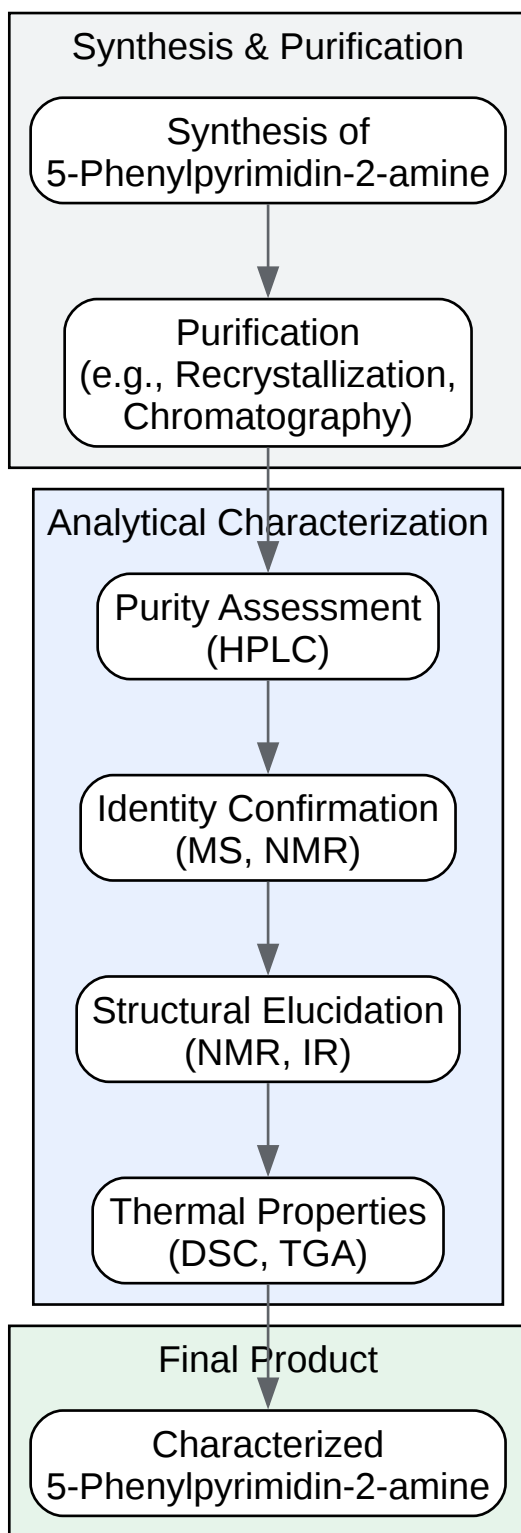 Synthesis & Purification
Synthesis of
5-Phenylpyrimidin-2-amine
Purification
(e.g., Recrystallization,
Chromatography)
Analytical Characterization
Purity Assessment
(HPLC)
Identity Confirmation
(MS, NMR)
Structural Elucidation
(NMR, IR)
Thermal Properties
(DSC, TGA)
Final Product
Characterized
5-Phenylpyrimidin-2-amine